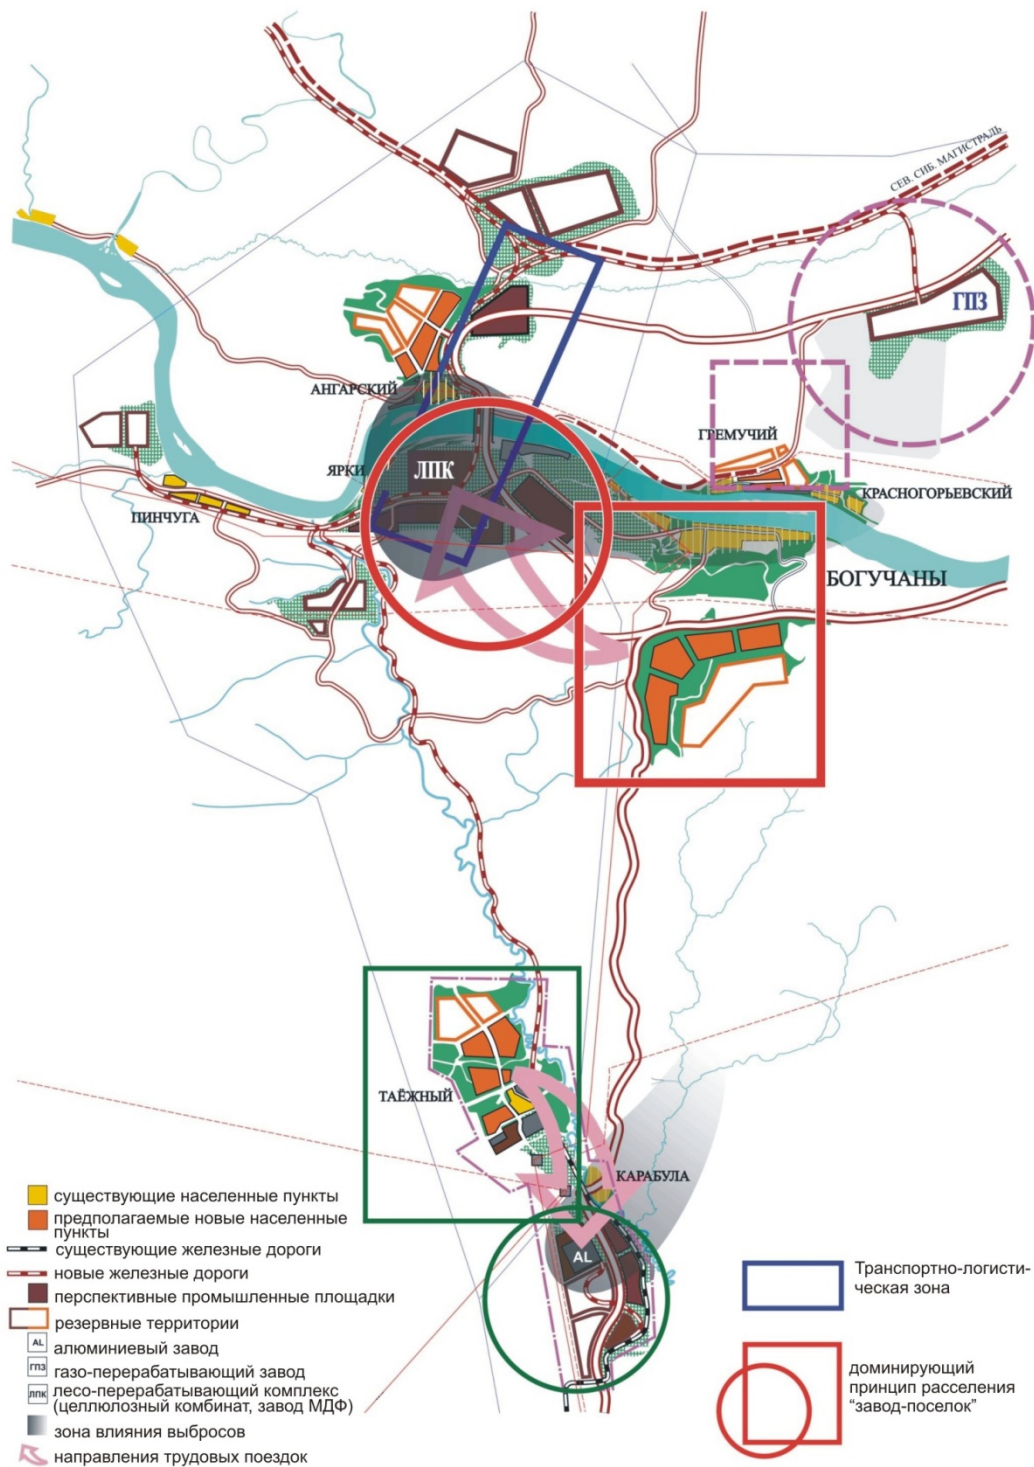 СЕВ. СИБ. МАГИСТРАЛЬ
ГПЗ
АНГАРСКИЙ
ГРЕМУЧИЙ
ЯРКИ
ЛПК
КРАСНОГОРЬЕВСКИЙ
ПИНЧУГА
БОГУЧАНЫ
ТАЁЖНЫЙ
КАРАБУЛА
AL
существующие населенные пункты
предполагаемые новые населенные
пункты
существующие железные дороги
новые железные дороги
перспективные промышленные площадки
резервные территории
AL
алюминиевый завод
ГПЗ
газо-перерабатывающий завод
ЛПК
лесо-перерабатывающий комплекс
(целлюлозный комбинат, завод МДФ)
зона влияния выбросов
направления трудовых поездок
Транспортно-логисти-
ческая зона
доминирующий
принцип расселения
"завод-поселок"